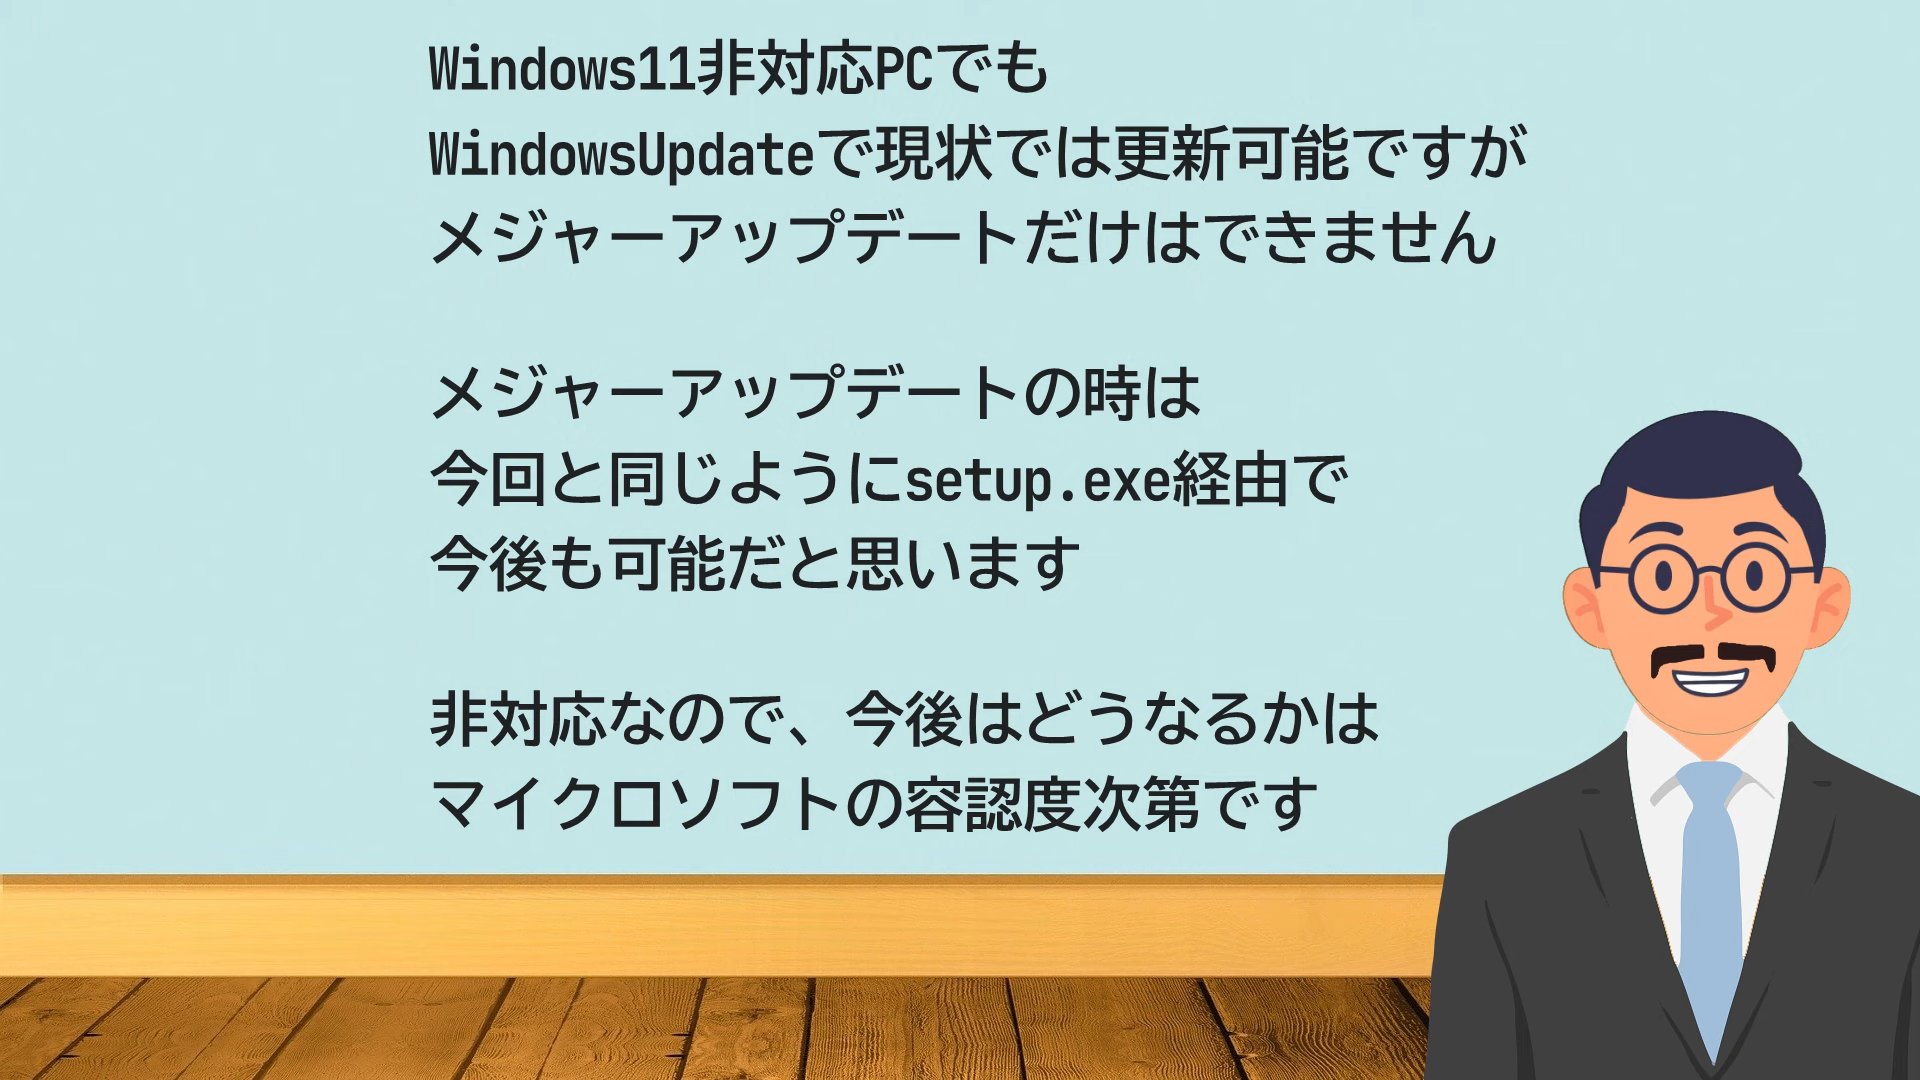 Windows11非対応PCでも
WindowsUpdateで現状では更新可能ですが
メジャーアップデートだけはできません
メジャーアップデートの時は
今回と同じようにsetup.exe経由で
今後も可能だと思います
非対応なので、今後はどうなるかは
マイクロソフトの容認度次第です